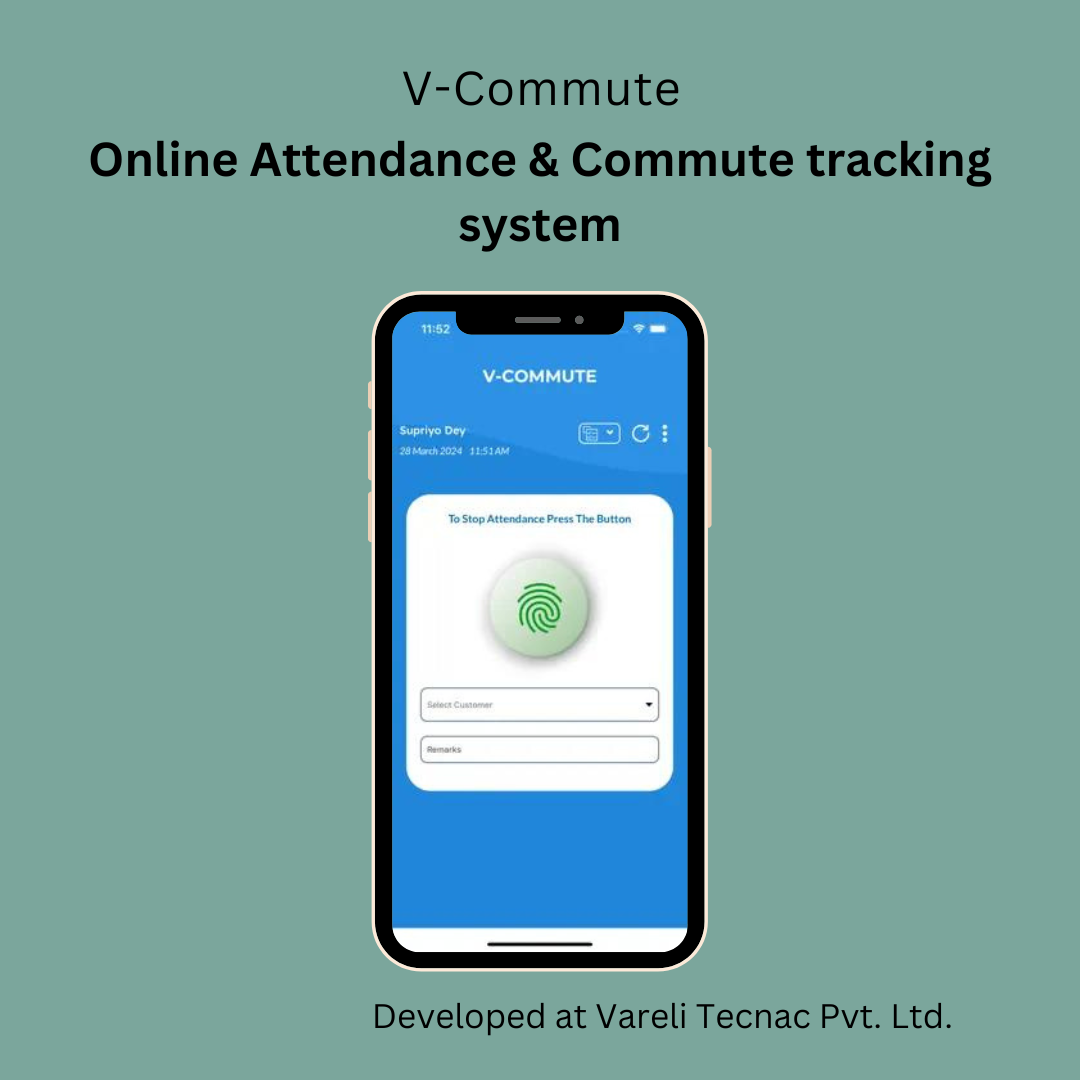 V-Commute
Online Attendance & Commute tracking
system
11:52
V-COMMUTE
Supriyo Dey
28 March 2024 11:51 AM
To Stop Attendance Press The Button
Select Customer
Remarks
Developed at Vareli Tecnac Pvt. Ltd.